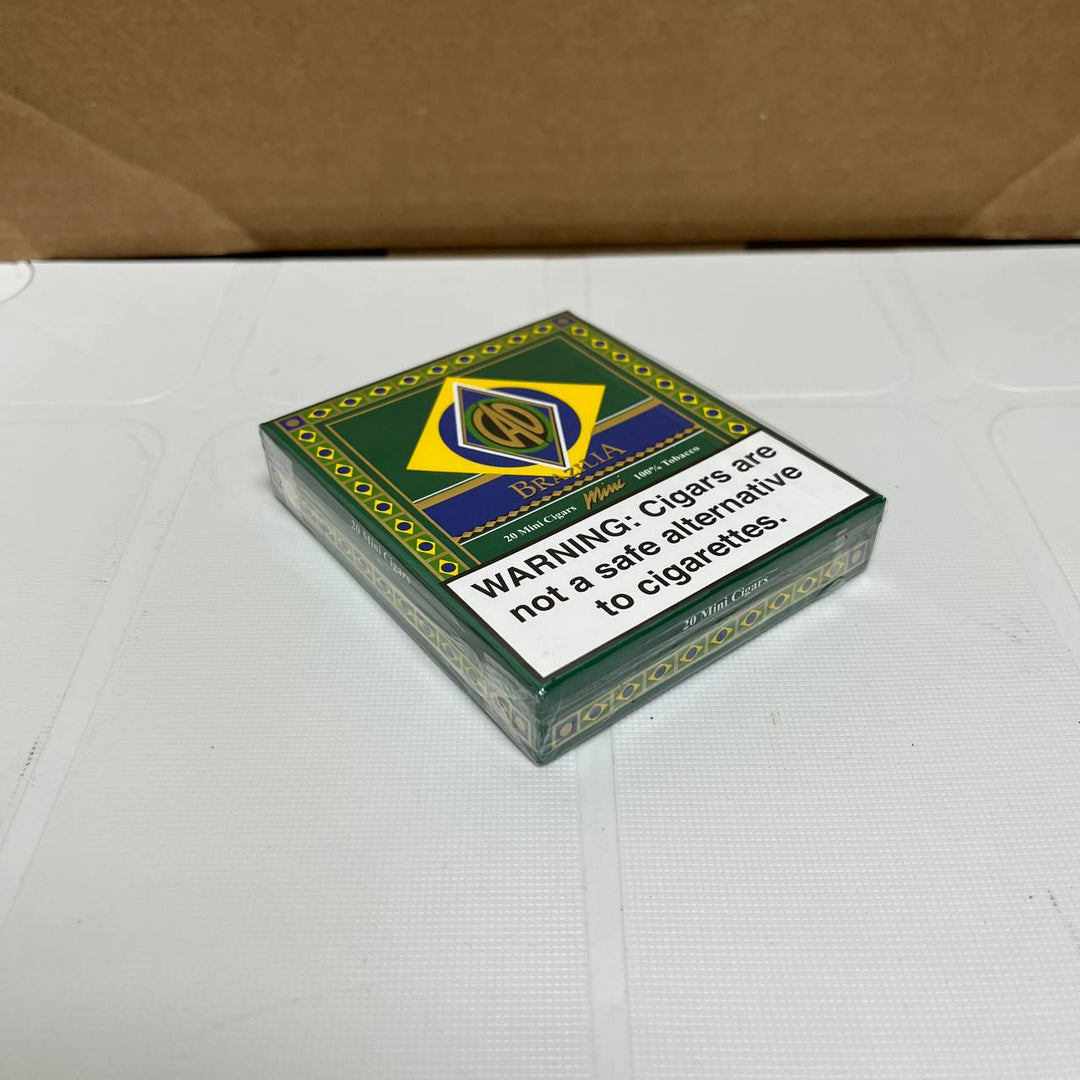 CAO
BRAZILIA
20 Mini Cigars Mini 100% Tobacco
WARNING: Cigars are
not a safe alternative
to cigarettes.
20 Mini Cigars
20 Mini Cigars